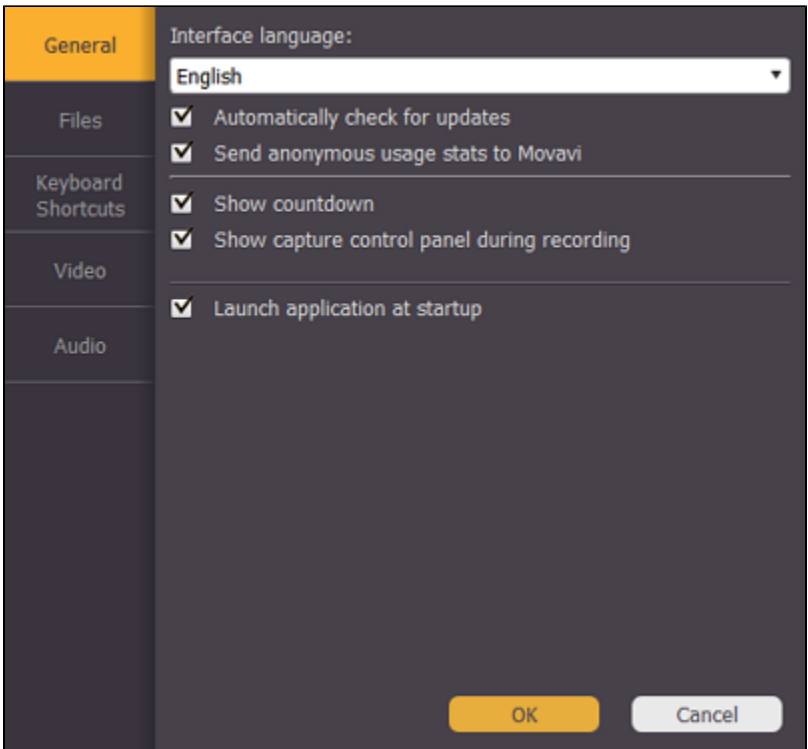 General
Files
Keyboard
Shortcuts
Video
Audio
Interface language:
English
Automatically check for updates
Send anonymous usage stats to Movavi
Show countdown
Show capture control panel during recording
Launch application at startup
OK
Cancel